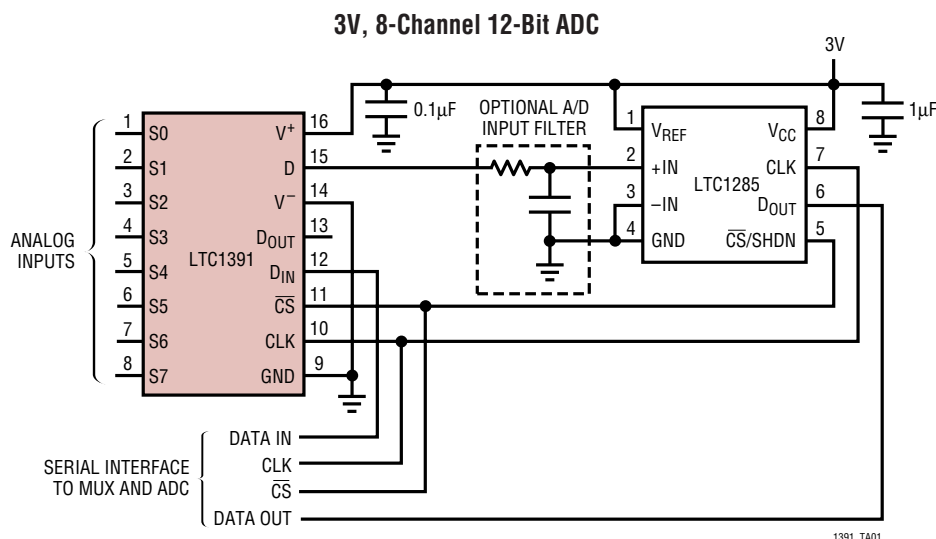 3V, 8-Channel 12-Bit ADC
3V
0.1µF
OPTIONAL A/D
INPUT FILTER
1µF
ANALOG
INPUTS
1 S0
2 S1
3 S2
4 S3
5 S4
6 S5
7 S6
8 S7
LTC1391
V+ 16
D 15
V– 14
DOUT 13
DIN 12
C̅S̅ 11
CLK 10
GND 9
1 VREF
2 +IN
3 –IN
4 GND
LTC1285
VCC 8
CLK 7
DOUT 6
C̅S̅/SHDN 5
SERIAL INTERFACE
TO MUX AND ADC
DATA IN
CLK
C̅S̅
DATA OUT
1391 TA01